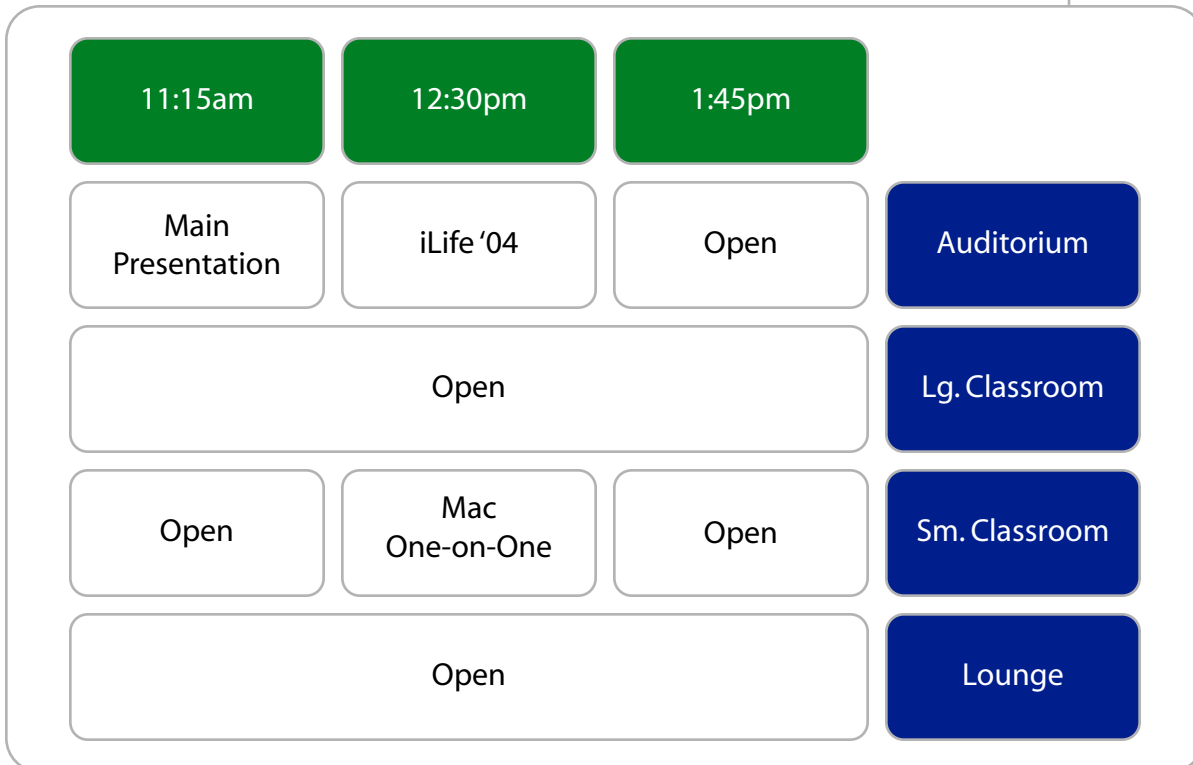 11:15am
12:30pm
1:45pm
Main
Presentation
iLife ‘04
Open
Auditorium
Open
Lg. Classroom
Open
Mac
One-on-One
Open
Sm. Classroom
Open
Lounge